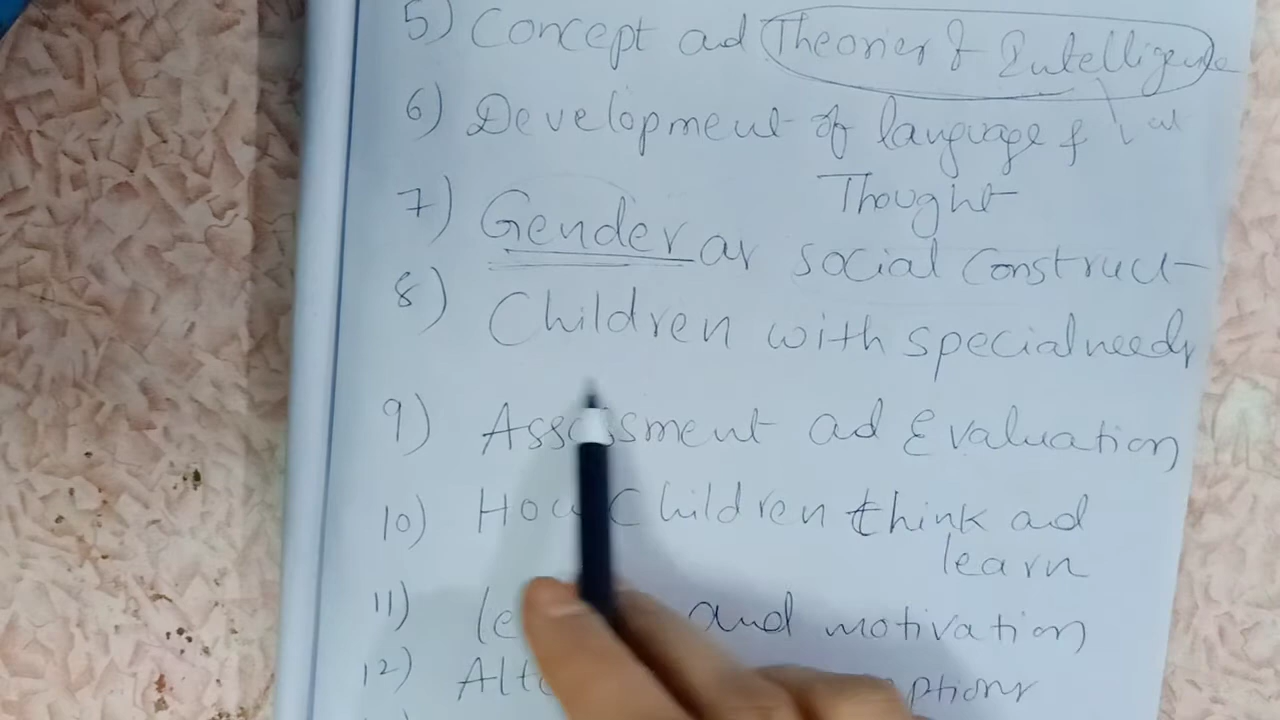 5) Concept ad Theories of Intelligence
6) Development of language &
Thought
7) Gender as social construct
8) Children with special needs
9) Assessment ad Evaluation
10) How Children think ad
learn
11) and motivation
12)